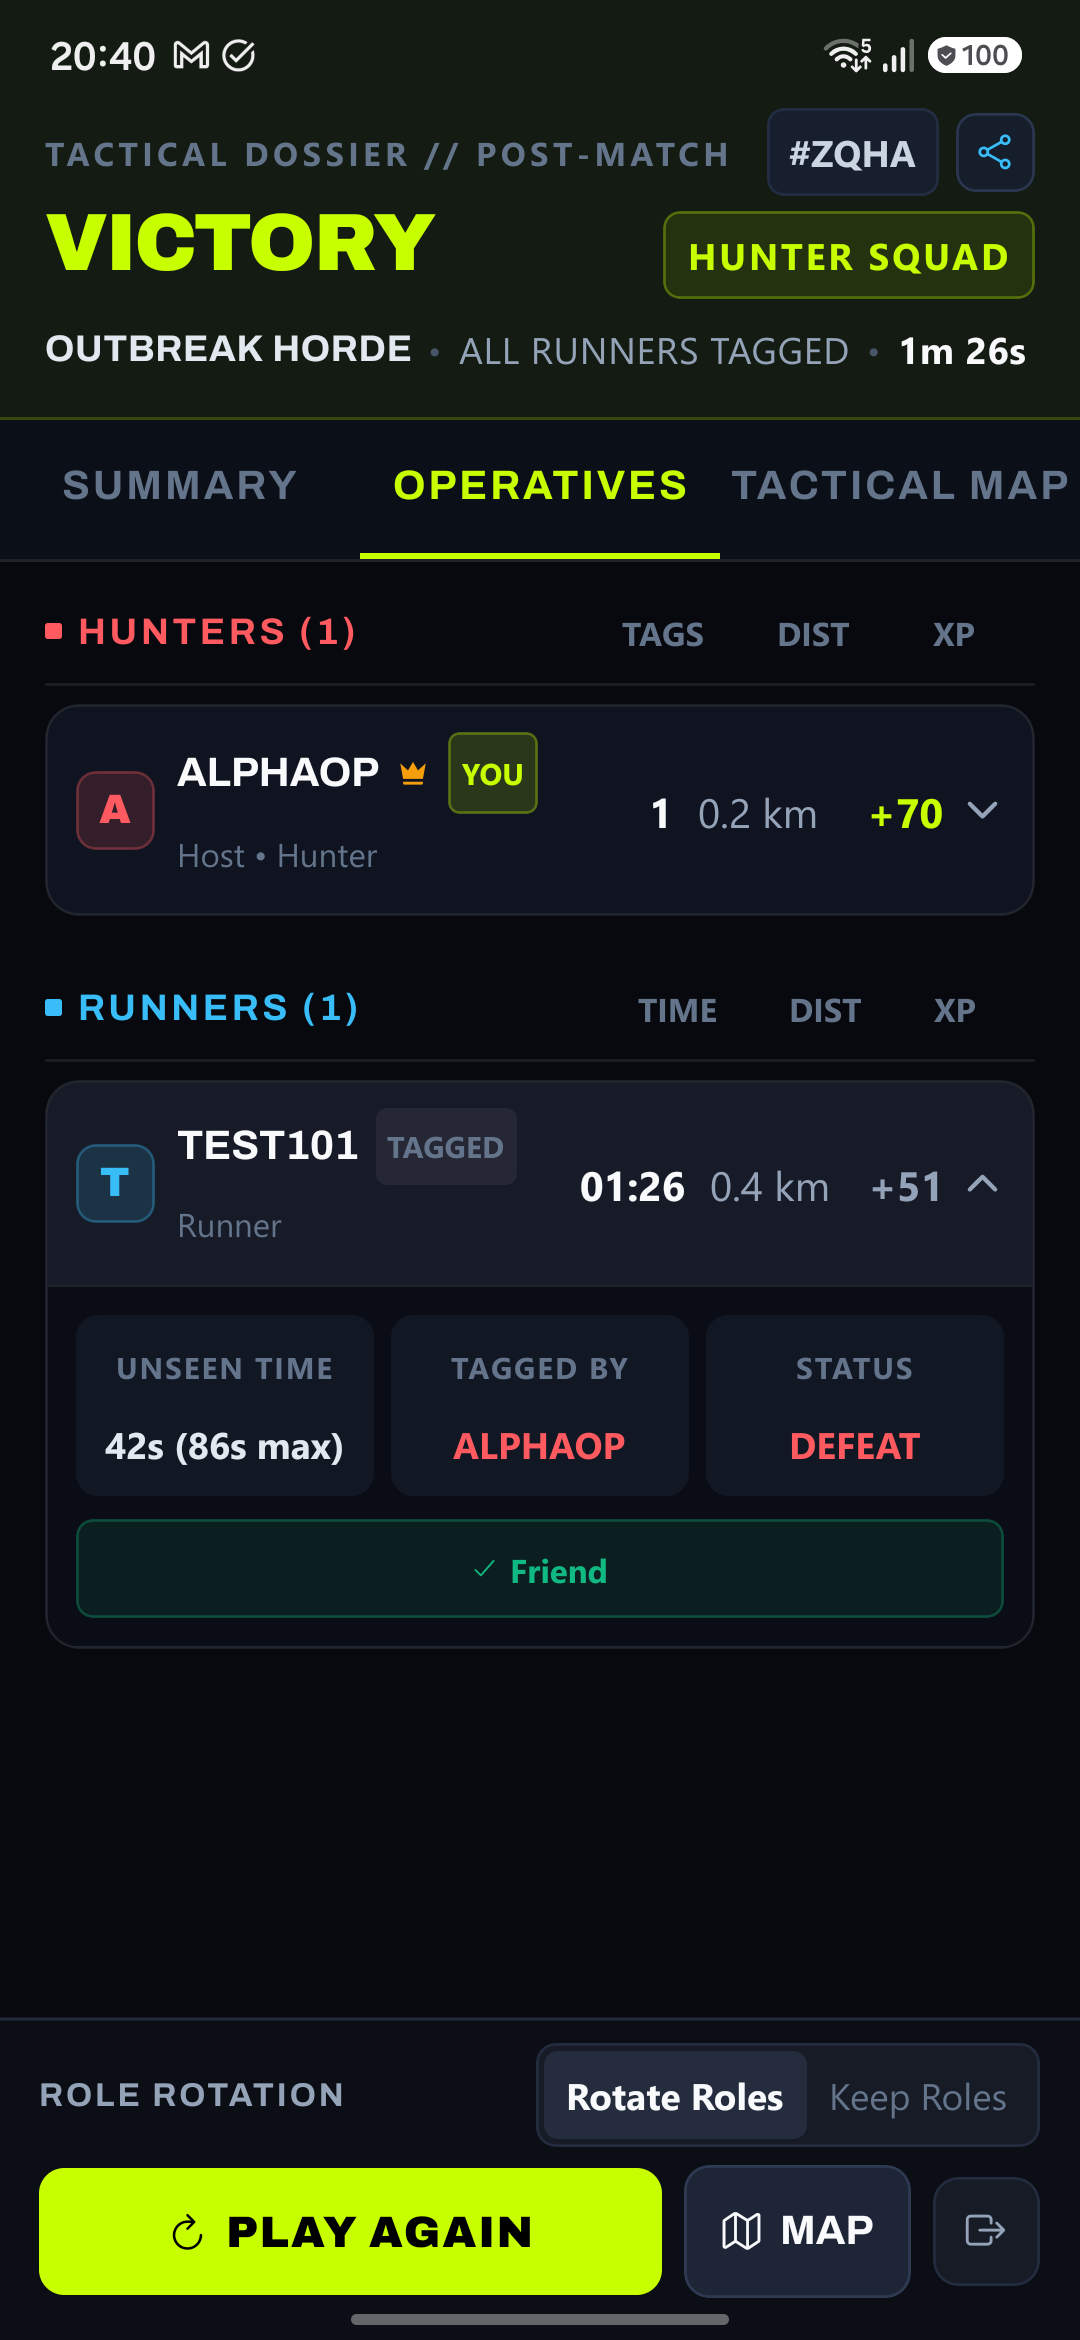 20:40
5
100
TACTICAL DOSSIER // POST-MATCH
#ZQHA
VICTORY
HUNTER SQUAD
OUTBREAK HORDE • ALL RUNNERS TAGGED • 1m 26s
SUMMARY
OPERATIVES
TACTICAL MAP
HUNTERS (1)
TAGS DIST XP
A
ALPHAOP
YOU
Host • Hunter
1 0.2 km +70
RUNNERS (1)
TIME DIST XP
T
TEST101
TAGGED
Runner
01:26 0.4 km +51
UNSEEN TIME
42s (86s max)
TAGGED BY
ALPHAOP
STATUS
DEFEAT
✓ Friend
ROLE ROTATION
Rotate Roles
Keep Roles
PLAY AGAIN
MAP